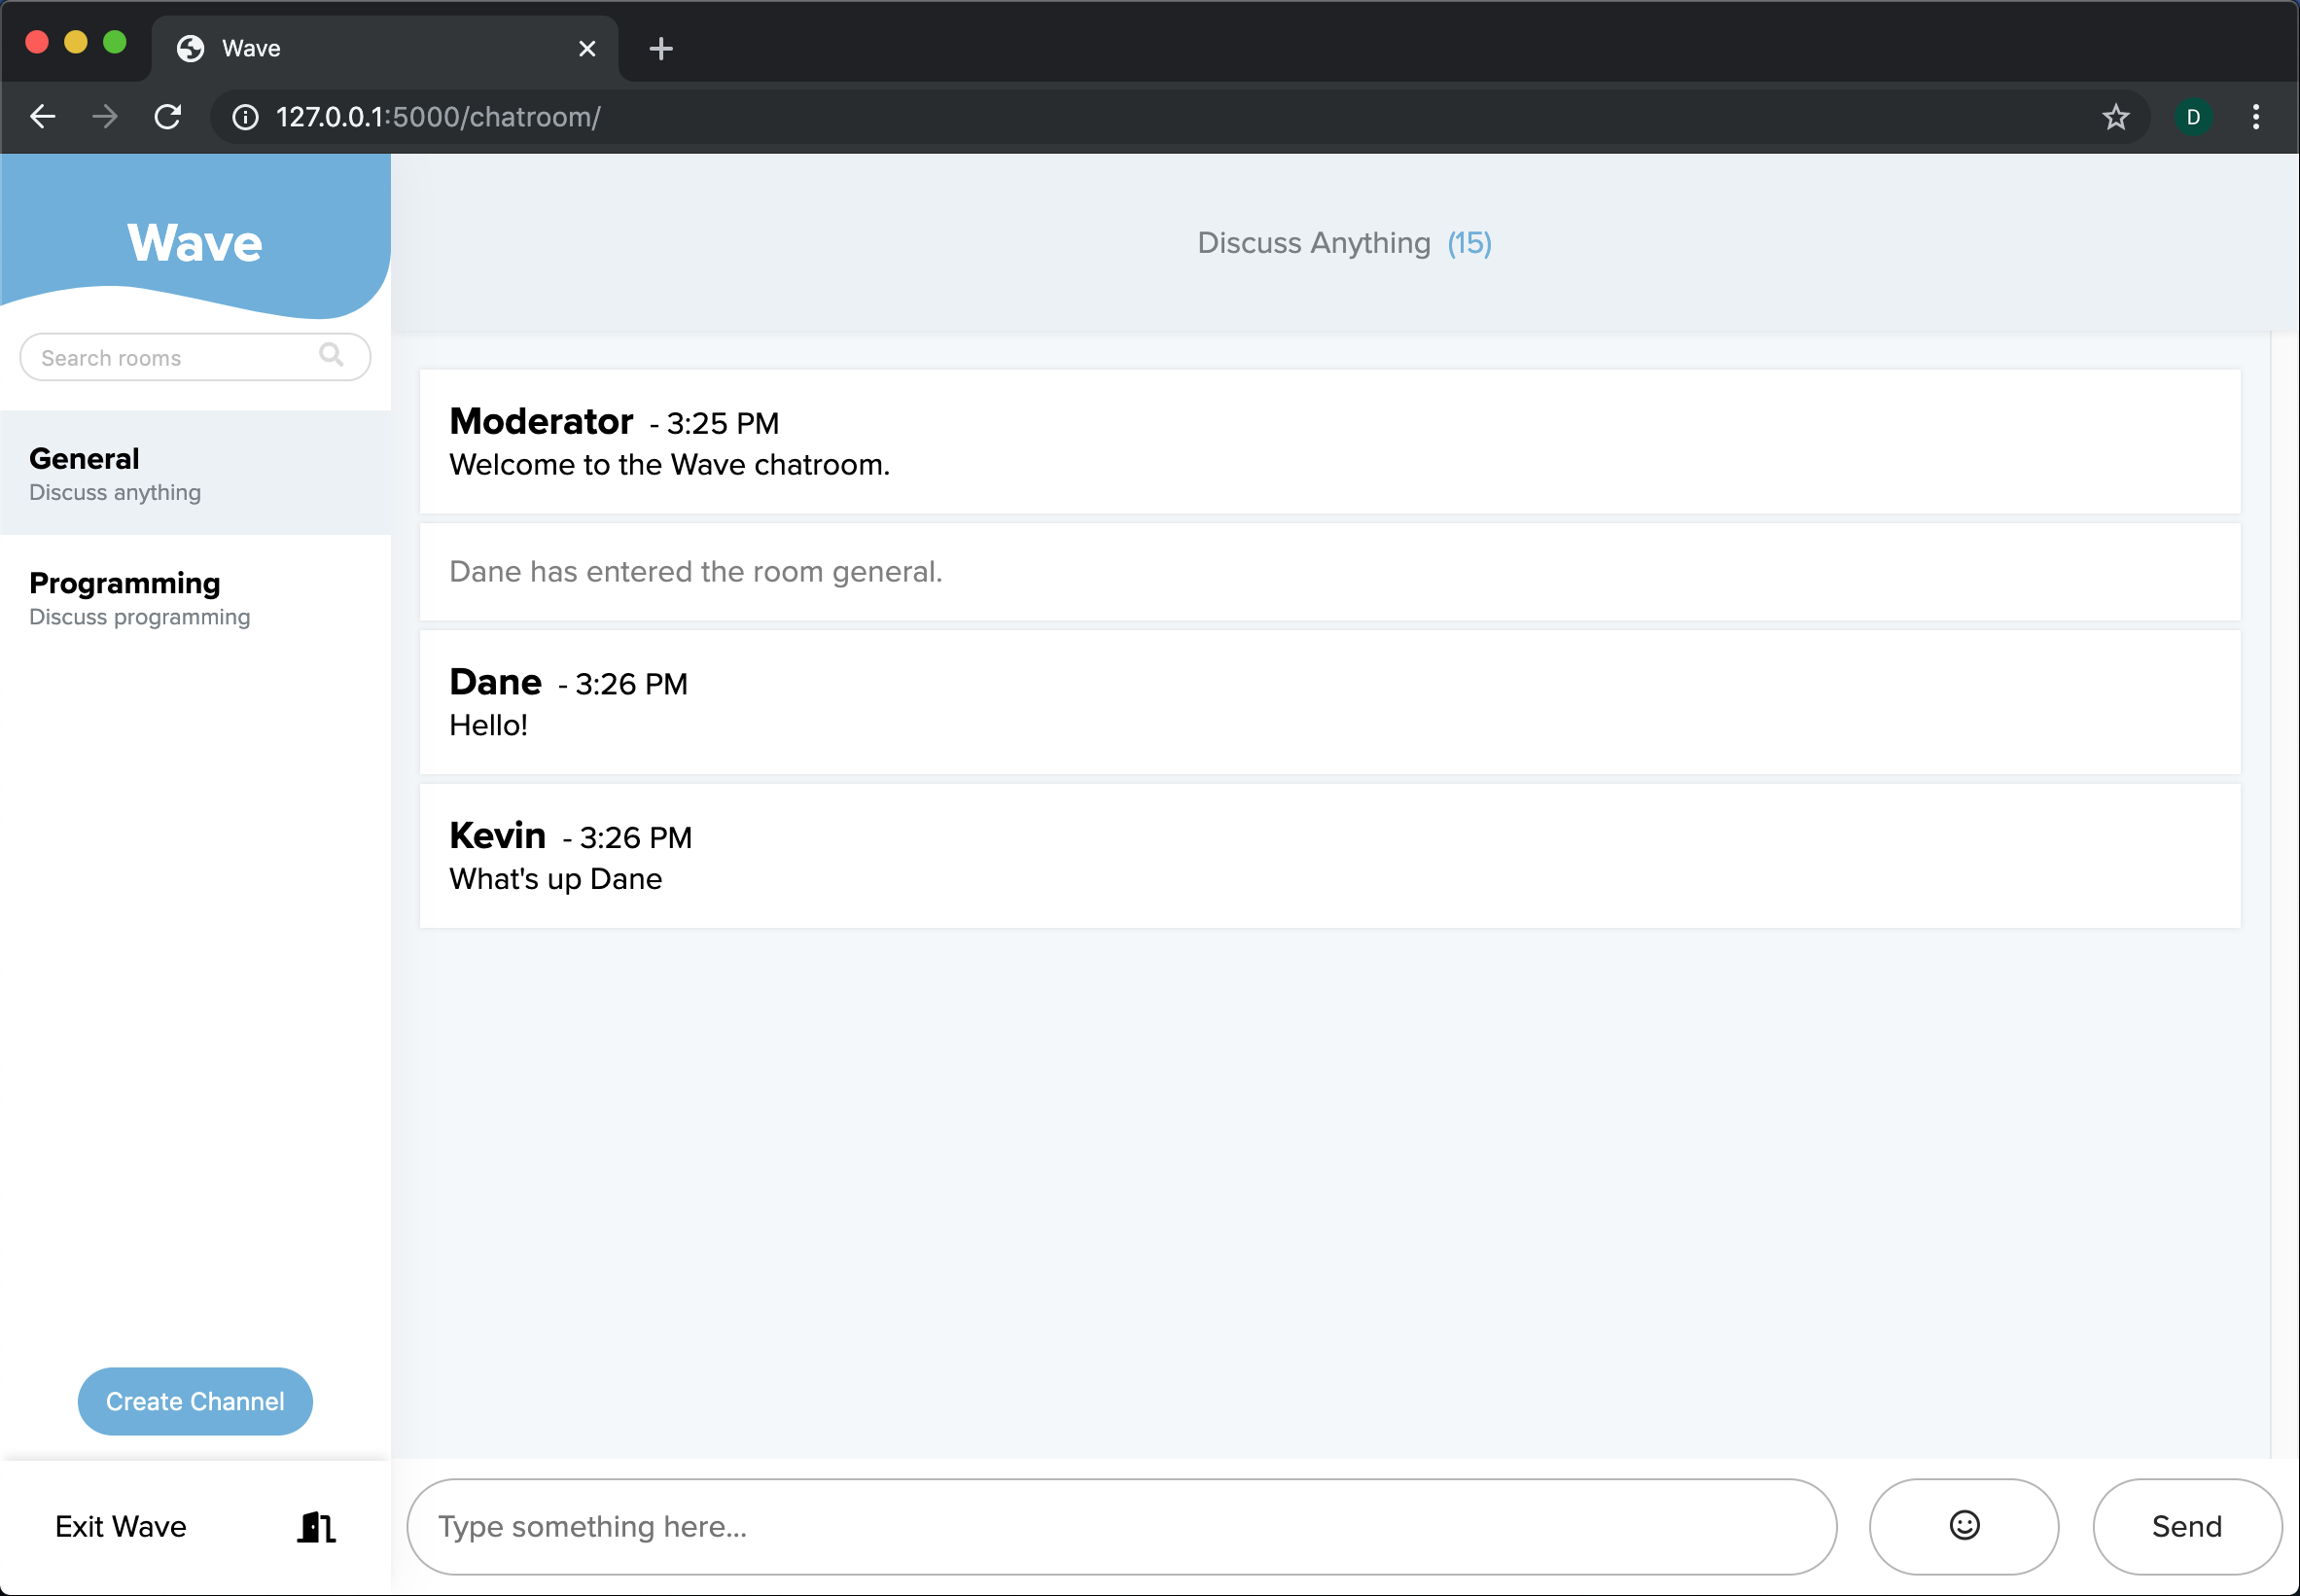 Wave
127.0.0.1:5000/chatroom/
D
Wave
Search rooms
General
Discuss anything
Programming
Discuss programming
Create Channel
Exit Wave
Discuss Anything (15)
Moderator - 3:25 PM
Welcome to the Wave chatroom.
Dane has entered the room general.
Dane - 3:26 PM
Hello!
Kevin - 3:26 PM
What's up Dane
Type something here...
Send